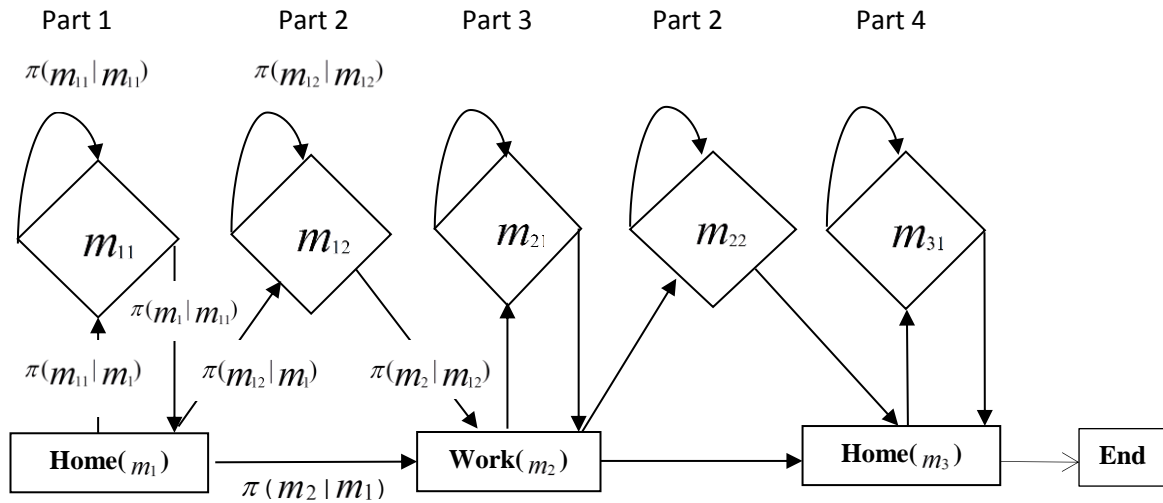 Part 1 Part 2 Part 3 Part 2 Part 4
π(m₁₁|m₁₁) π(m₁₂|m₁₂)
m₁₁ m₁₂ m₂₁ m₂₂ m₃₁
π(m₁|m₁₁)
π(m₁₁|m₁) π(m₁₂|m₁) π(m₂|m₁₂)
Home(m₁) Work(m₂) Home(m₃) End
π(m₂|m₁)